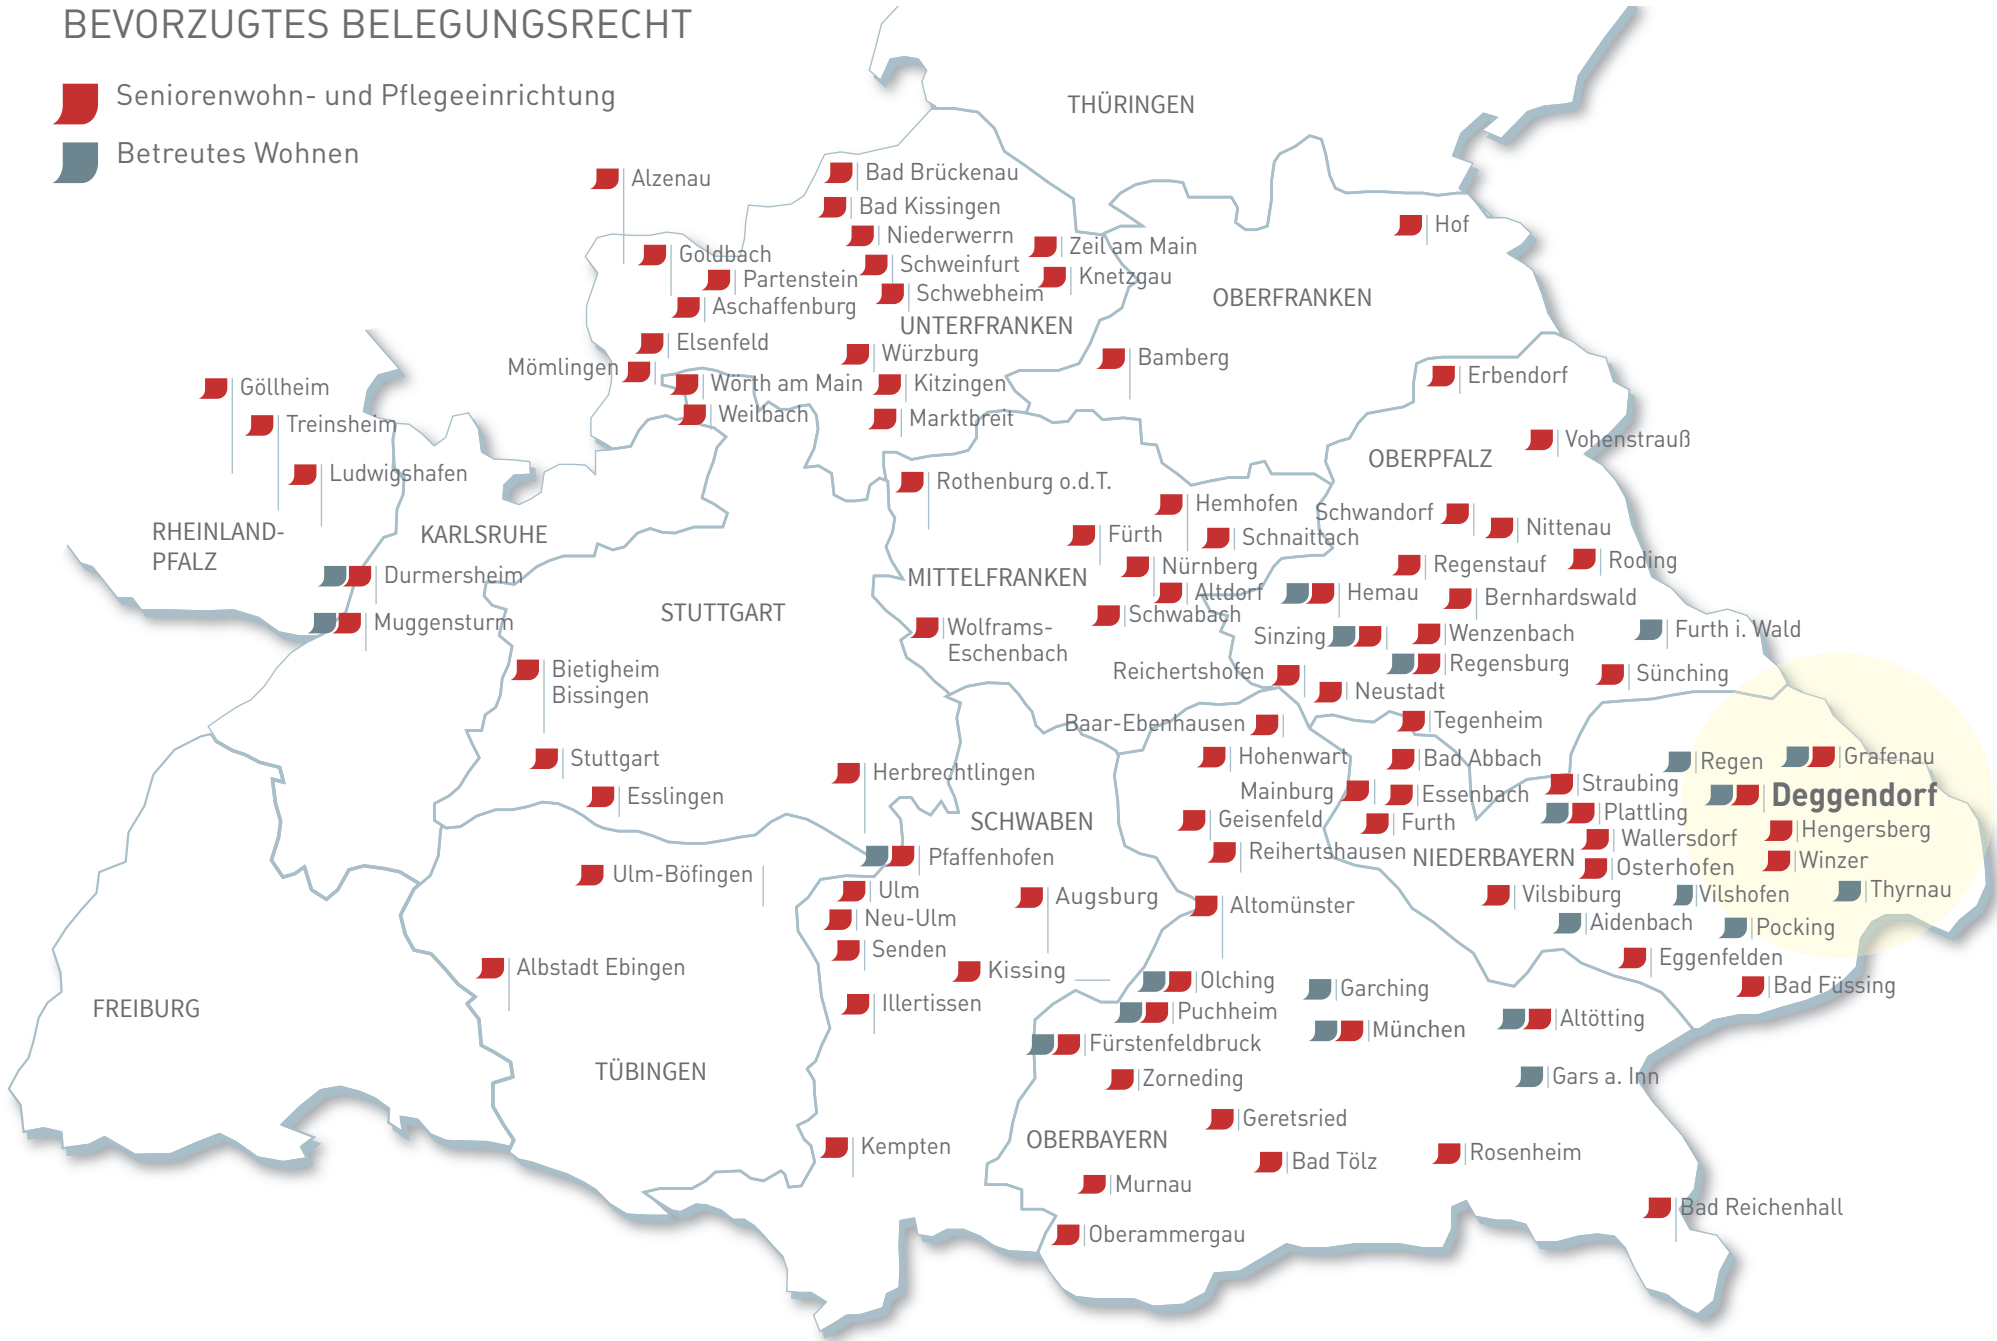 BEVORZUGTES BELEGUNGSRECHT
Seniorenwohn- und Pflegeeinrichtung
Betreutes Wohnen
THÜRINGEN
Alzenau
Bad Brückenau
Bad Kissingen
Niederwerrn
Zeil am Main
Hof
Goldbach
Schweinfurt
Knetzgau
Partenstein
Schwebheim
OBERFRANKEN
Aschaffenburg
UNTERFRANKEN
Elsenfeld
Würzburg
Bamberg
Mömlingen
Wörth am Main
Kitzingen
Erbendorf
Göllheim
Weilbach
Marktbreit
Treinsheim
Vohenstrauß
OBERPFALZ
Ludwigshafen
Rothenburg o.d.T.
Hemhofen
Schwandorf
Nittenau
RHEINLAND-
PFALZ
KARLSRUHE
Fürth
Schnaittach
Regenstauf
Roding
Durmersheim
MITTELFRANKEN
Nürnberg
Altdorf
Hemau
Bernhardswald
STUTTGART
Schwabach
Muggensturm
Wolframs-
Eschenbach
Sinzing
Wenzenbach
Furth i. Wald
Bietigheim
Bissingen
Reichertshofen
Regensburg
Sünching
Neustadt
Baar-Ebenhausen
Tegenheim
Stuttgart
Hohenwart
Bad Abbach
Regen
Grafenau
Herbrechtlingen
Mainburg
Essenbach
Straubing
Deggendorf
Esslingen
SCHWABEN
Geisenfeld
Furth
Plattling
Hengersberg
Wallersdorf
Pfaffenhofen
Reihertshausen
NIEDERBAYERN
Osterhofen
Winzer
Ulm-Böfingen
Ulm
Augsburg
Altomünster
Vilsbiburg
Vilshofen
Thyrnau
Neu-Ulm
Aidenbach
Pocking
Senden
Eggenfelden
Albstadt Ebingen
Kissing
Olching
Garching
Bad Füssing
FREIBURG
Illertissen
Puchheim
München
Altötting
Fürstenfeldbruck
TÜBINGEN
Zorneding
Gars a. Inn
Geretsried
Kempten
OBERBAYERN
Bad Tölz
Rosenheim
Murnau
Bad Reichenhall
Oberammergau